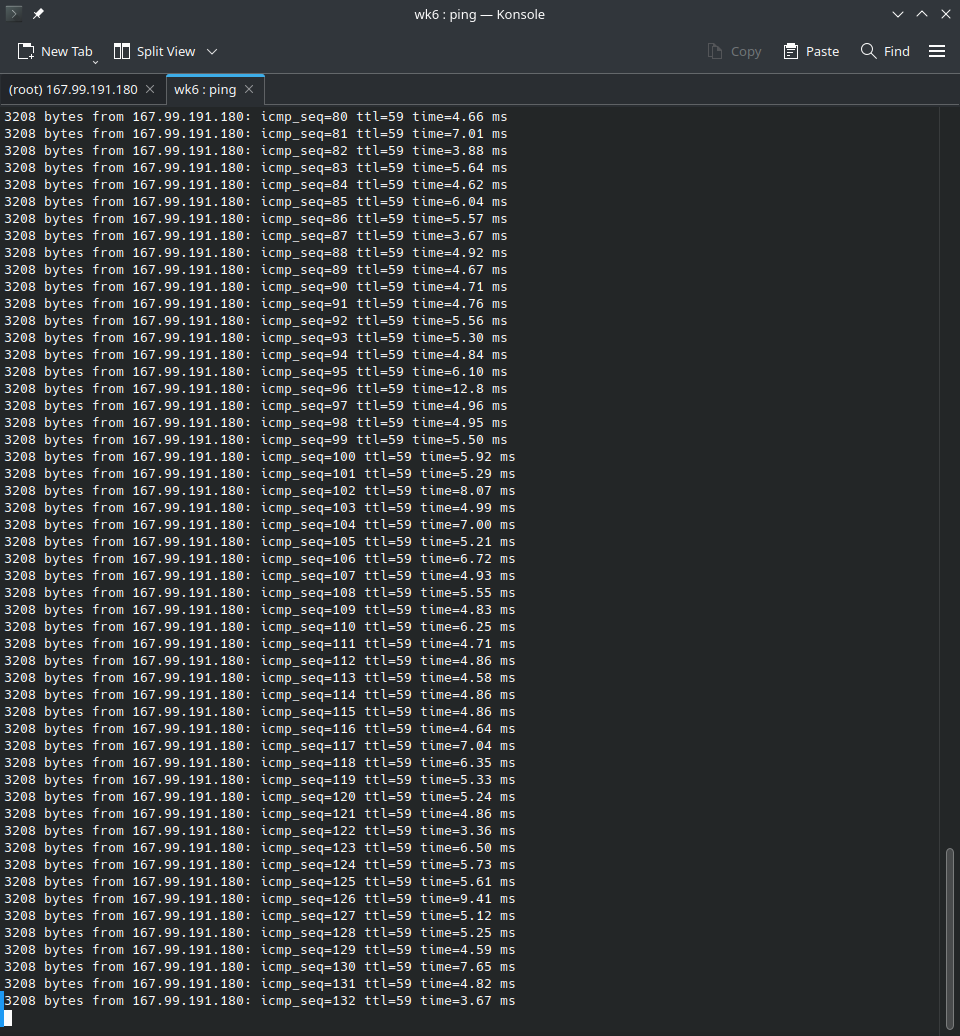 wk6 : ping — Konsole
New Tab Split View Copy Paste Find
(root) 167.99.191.180 wk6 : ping
3208 bytes from 167.99.191.180: icmp_seq=80 ttl=59 time=4.66 ms
3208 bytes from 167.99.191.180: icmp_seq=81 ttl=59 time=7.01 ms
3208 bytes from 167.99.191.180: icmp_seq=82 ttl=59 time=3.88 ms
3208 bytes from 167.99.191.180: icmp_seq=83 ttl=59 time=5.64 ms
3208 bytes from 167.99.191.180: icmp_seq=84 ttl=59 time=4.62 ms
3208 bytes from 167.99.191.180: icmp_seq=85 ttl=59 time=6.04 ms
3208 bytes from 167.99.191.180: icmp_seq=86 ttl=59 time=5.57 ms
3208 bytes from 167.99.191.180: icmp_seq=87 ttl=59 time=3.67 ms
3208 bytes from 167.99.191.180: icmp_seq=88 ttl=59 time=4.92 ms
3208 bytes from 167.99.191.180: icmp_seq=89 ttl=59 time=4.67 ms
3208 bytes from 167.99.191.180: icmp_seq=90 ttl=59 time=4.71 ms
3208 bytes from 167.99.191.180: icmp_seq=91 ttl=59 time=4.76 ms
3208 bytes from 167.99.191.180: icmp_seq=92 ttl=59 time=5.56 ms
3208 bytes from 167.99.191.180: icmp_seq=93 ttl=59 time=5.30 ms
3208 bytes from 167.99.191.180: icmp_seq=94 ttl=59 time=4.84 ms
3208 bytes from 167.99.191.180: icmp_seq=95 ttl=59 time=6.10 ms
3208 bytes from 167.99.191.180: icmp_seq=96 ttl=59 time=12.8 ms
3208 bytes from 167.99.191.180: icmp_seq=97 ttl=59 time=4.96 ms
3208 bytes from 167.99.191.180: icmp_seq=98 ttl=59 time=4.95 ms
3208 bytes from 167.99.191.180: icmp_seq=99 ttl=59 time=5.50 ms
3208 bytes from 167.99.191.180: icmp_seq=100 ttl=59 time=5.92 ms
3208 bytes from 167.99.191.180: icmp_seq=101 ttl=59 time=5.29 ms
3208 bytes from 167.99.191.180: icmp_seq=102 ttl=59 time=8.07 ms
3208 bytes from 167.99.191.180: icmp_seq=103 ttl=59 time=4.99 ms
3208 bytes from 167.99.191.180: icmp_seq=104 ttl=59 time=7.00 ms
3208 bytes from 167.99.191.180: icmp_seq=105 ttl=59 time=5.21 ms
3208 bytes from 167.99.191.180: icmp_seq=106 ttl=59 time=6.72 ms
3208 bytes from 167.99.191.180: icmp_seq=107 ttl=59 time=4.93 ms
3208 bytes from 167.99.191.180: icmp_seq=108 ttl=59 time=5.55 ms
3208 bytes from 167.99.191.180: icmp_seq=109 ttl=59 time=4.83 ms
3208 bytes from 167.99.191.180: icmp_seq=110 ttl=59 time=6.25 ms
3208 bytes from 167.99.191.180: icmp_seq=111 ttl=59 time=4.71 ms
3208 bytes from 167.99.191.180: icmp_seq=112 ttl=59 time=4.86 ms
3208 bytes from 167.99.191.180: icmp_seq=113 ttl=59 time=4.58 ms
3208 bytes from 167.99.191.180: icmp_seq=114 ttl=59 time=4.86 ms
3208 bytes from 167.99.191.180: icmp_seq=115 ttl=59 time=4.86 ms
3208 bytes from 167.99.191.180: icmp_seq=116 ttl=59 time=4.64 ms
3208 bytes from 167.99.191.180: icmp_seq=117 ttl=59 time=7.04 ms
3208 bytes from 167.99.191.180: icmp_seq=118 ttl=59 time=6.35 ms
3208 bytes from 167.99.191.180: icmp_seq=119 ttl=59 time=5.33 ms
3208 bytes from 167.99.191.180: icmp_seq=120 ttl=59 time=5.24 ms
3208 bytes from 167.99.191.180: icmp_seq=121 ttl=59 time=4.86 ms
3208 bytes from 167.99.191.180: icmp_seq=122 ttl=59 time=3.36 ms
3208 bytes from 167.99.191.180: icmp_seq=123 ttl=59 time=6.50 ms
3208 bytes from 167.99.191.180: icmp_seq=124 ttl=59 time=5.73 ms
3208 bytes from 167.99.191.180: icmp_seq=125 ttl=59 time=5.61 ms
3208 bytes from 167.99.191.180: icmp_seq=126 ttl=59 time=9.41 ms
3208 bytes from 167.99.191.180: icmp_seq=127 ttl=59 time=5.12 ms
3208 bytes from 167.99.191.180: icmp_seq=128 ttl=59 time=5.25 ms
3208 bytes from 167.99.191.180: icmp_seq=129 ttl=59 time=4.59 ms
3208 bytes from 167.99.191.180: icmp_seq=130 ttl=59 time=7.65 ms
3208 bytes from 167.99.191.180: icmp_seq=131 ttl=59 time=4.82 ms
3208 bytes from 167.99.191.180: icmp_seq=132 ttl=59 time=3.67 ms